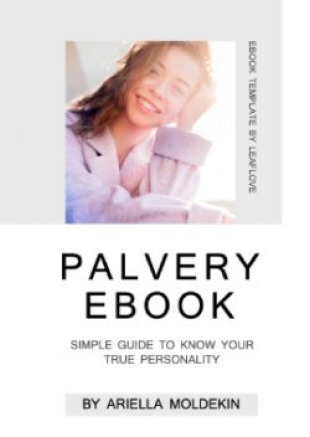 EBOOK TEMPLATE BY LEAFLOVE
PALVERY
EBOOK
SIMPLE GUIDE TO KNOW YOUR
TRUE PERSONALITY
BY ARIELLA MOLDEKIN